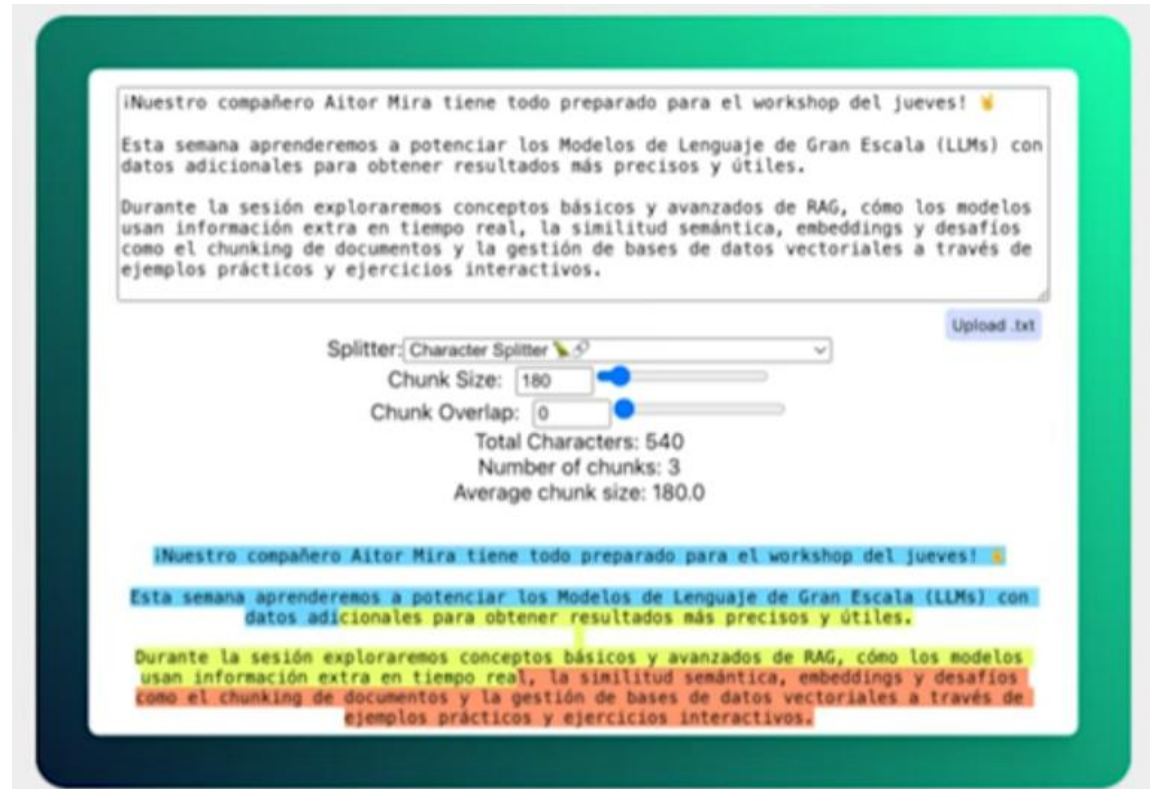 ¡Nuestro compañero Aitor Mira tiene todo preparado para el workshop del jueves! 🤘
Esta semana aprenderemos a potenciar los Modelos de Lenguaje de Gran Escala (LLMs) con
datos adicionales para obtener resultados más precisos y útiles.
Durante la sesión exploraremos conceptos básicos y avanzados de RAG, cómo los modelos
usan información extra en tiempo real, la similitud semántica, embeddings y desafíos
como el chunking de documentos y la gestión de bases de datos vectoriales a través de
ejemplos prácticos y ejercicios interactivos.
Upload .txt
Splitter: Character Splitter 🦜🔗
Chunk Size: 180
Chunk Overlap: 0
Total Characters: 540
Number of chunks: 3
Average chunk size: 180.0
¡Nuestro compañero Aitor Mira tiene todo preparado para el workshop del jueves! 🤘
Esta semana aprenderemos a potenciar los Modelos de Lenguaje de Gran Escala (LLMs) con
datos adicionales para obtener resultados más precisos y útiles.
Durante la sesión exploraremos conceptos básicos y avanzados de RAG, cómo los modelos
usan información extra en tiempo real, la similitud semántica, embeddings y desafíos
como el chunking de documentos y la gestión de bases de datos vectoriales a través de
ejemplos prácticos y ejercicios interactivos.